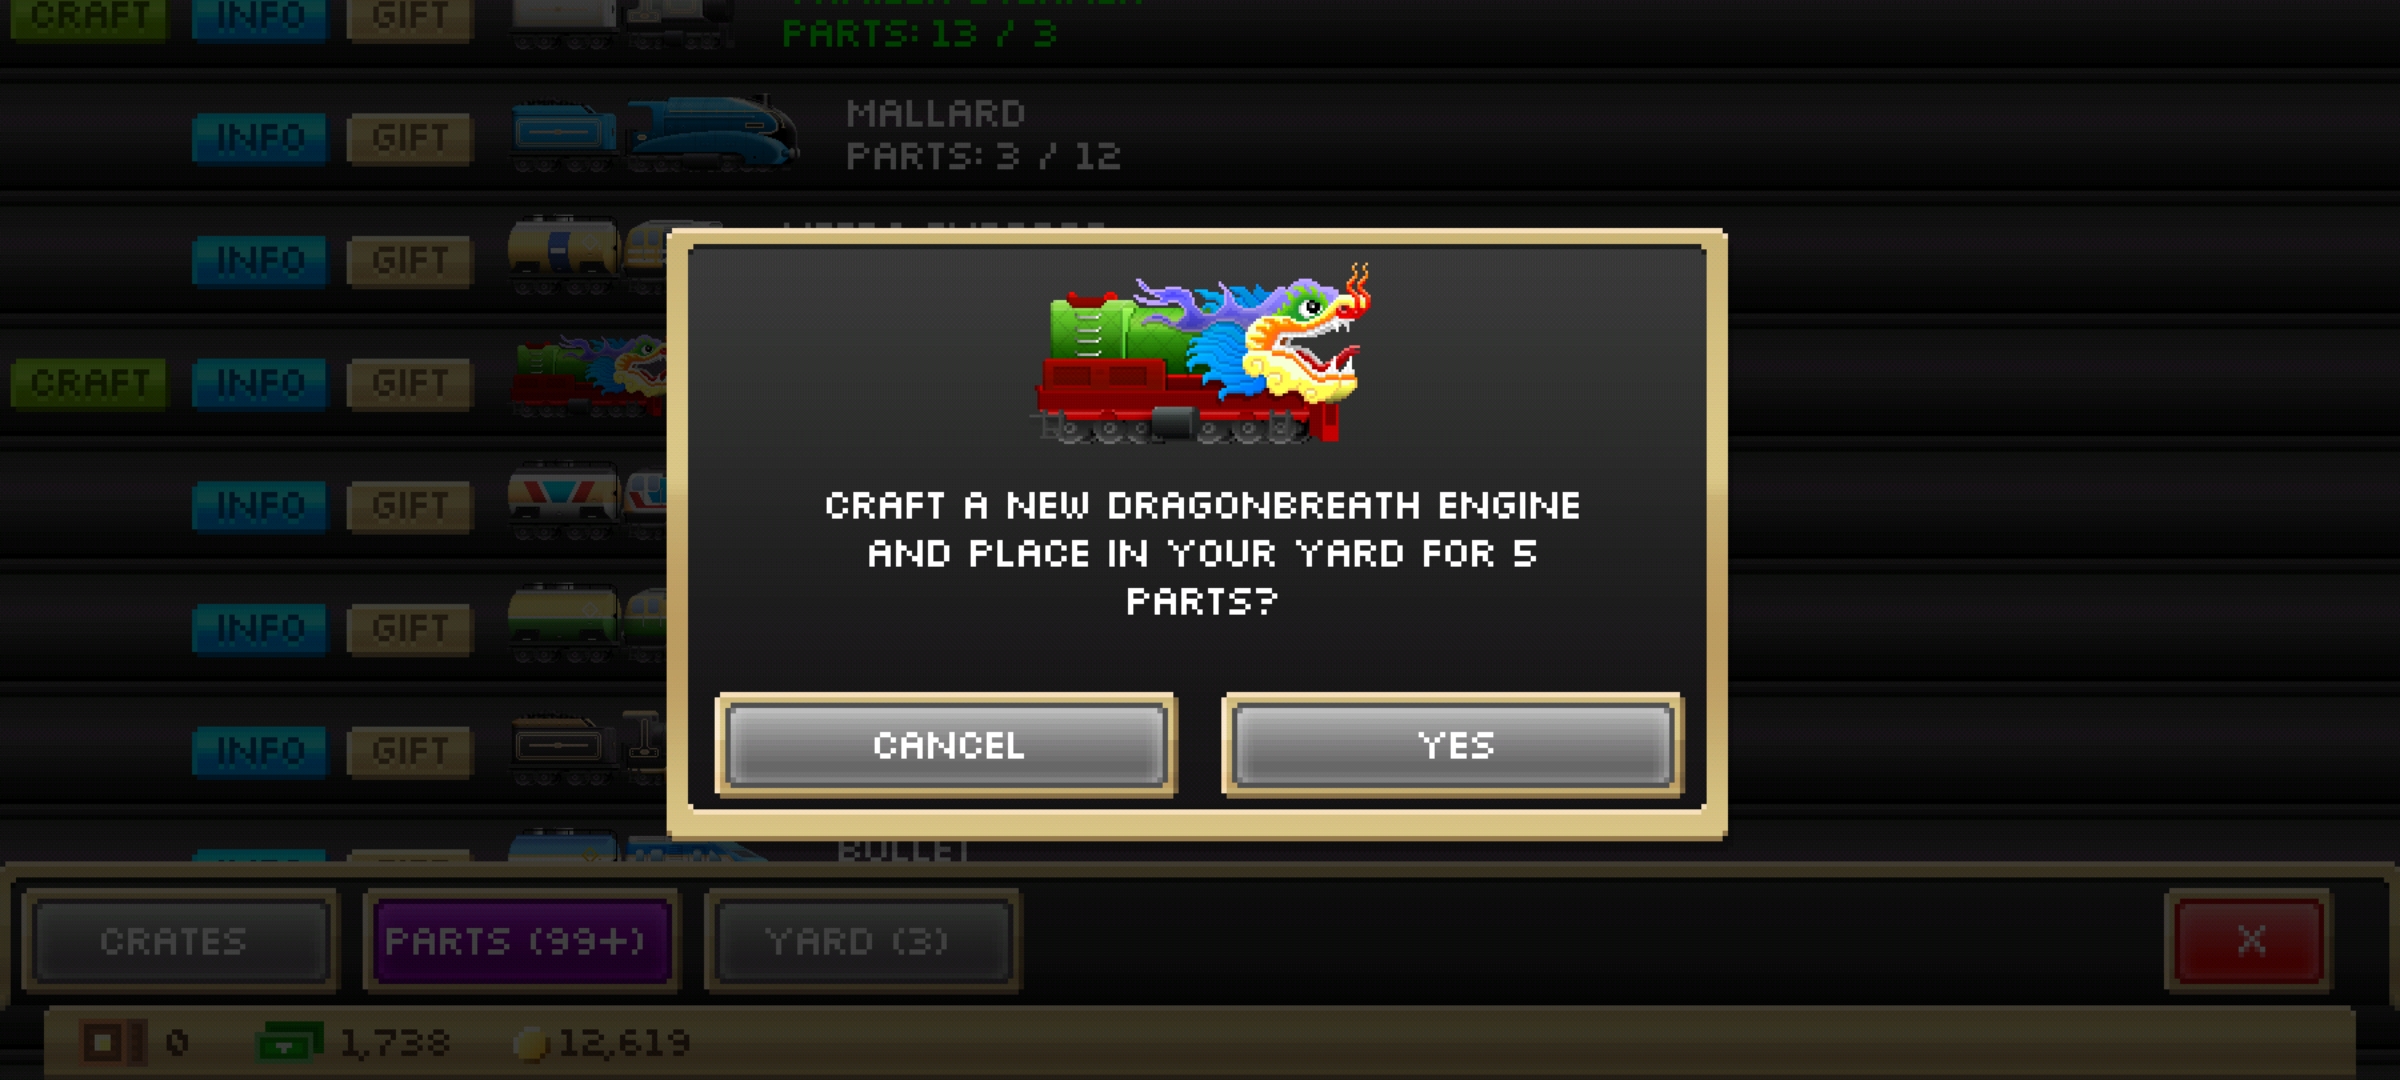 CRAFT INFO GIFT
PARTS: 13 / 3
INFO GIFT MALLARD
PARTS: 3 / 12
INFO GIFT
CRAFT INFO GIFT
INFO GIFT
INFO GIFT
INFO GIFT
BULLET
CRAFT A NEW DRAGONBREATH ENGINE
AND PLACE IN YOUR YARD FOR 5
PARTS?
CANCEL YES
CRATES PARTS (99+) YARD (3) X
0 1,738 12,619